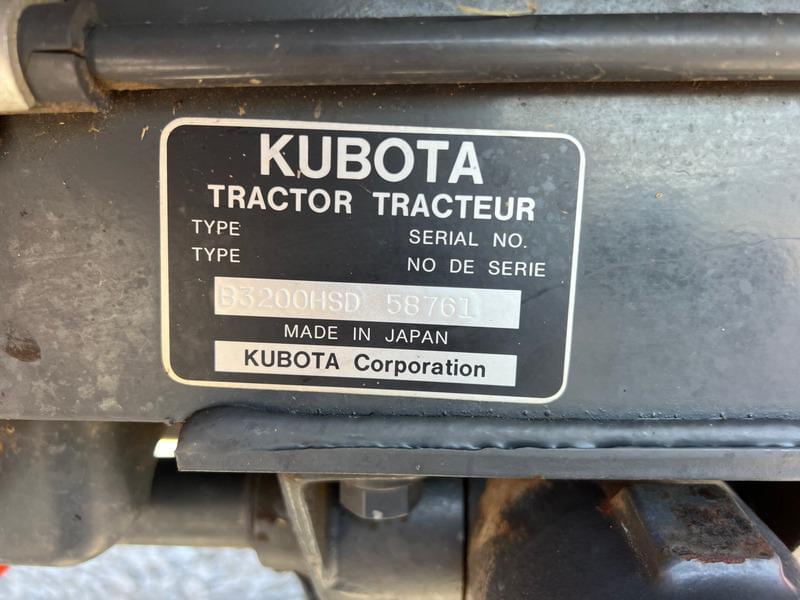 KUBOTA
TRACTOR TRACTEUR
TYPE SERIAL NO.
TYPE NO DE SERIE
B3200HSD 58761
MADE IN JAPAN
KUBOTA Corporation